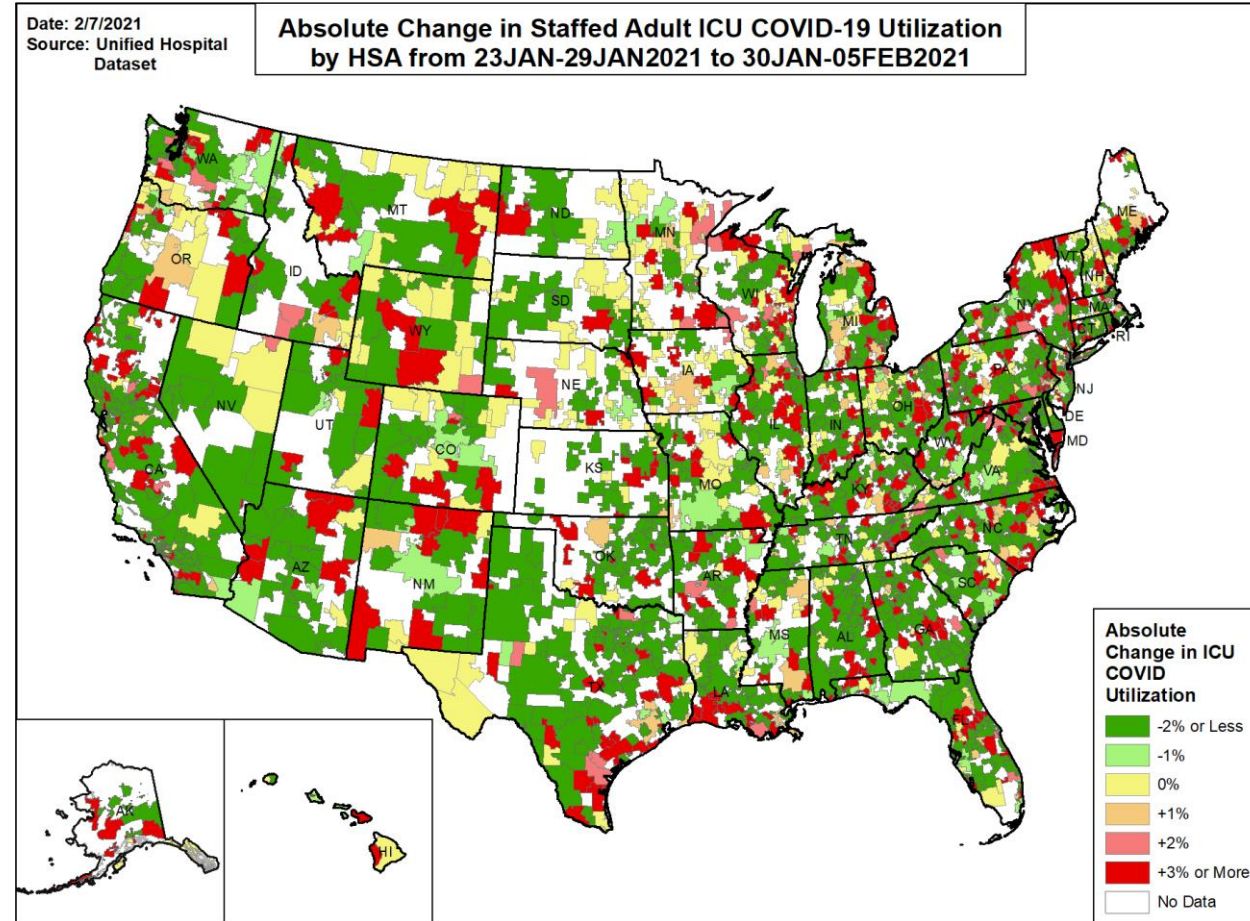 Date: 2/7/2021
Source: Unified Hospital
Dataset
Absolute Change in Staffed Adult ICU COVID-19 Utilization
by HSA from 23JAN-29JAN2021 to 30JAN-05FEB2021
WA
MT
ND
MN
ME
OR
ID
WY
SD
WI
MI
VT
NH
NY
MA
CT
RI
NV
UT
CO
NE
IA
IL
IN
OH
PA
NJ
DE
MD
WV
VA
CA
KS
MO
KY
AZ
NM
OK
AR
TN
NC
SC
MS
AL
GA
TX
LA
FL
AK
HI
Absolute
Change in ICU
COVID
Utilization
-2% or Less
-1%
0%
+1%
+2%
+3% or More
No Data